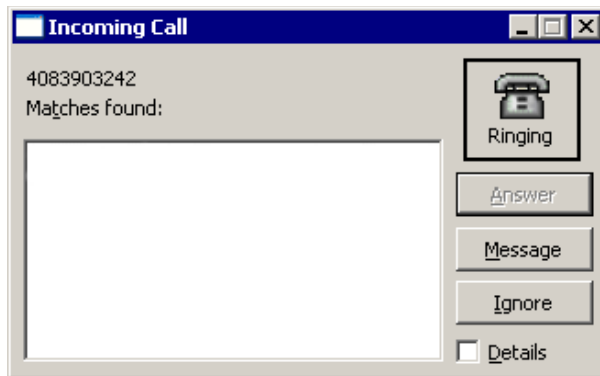 Incoming Call
4083903242
Matches found:
Ringing
Answer
Message
Ignore
Details